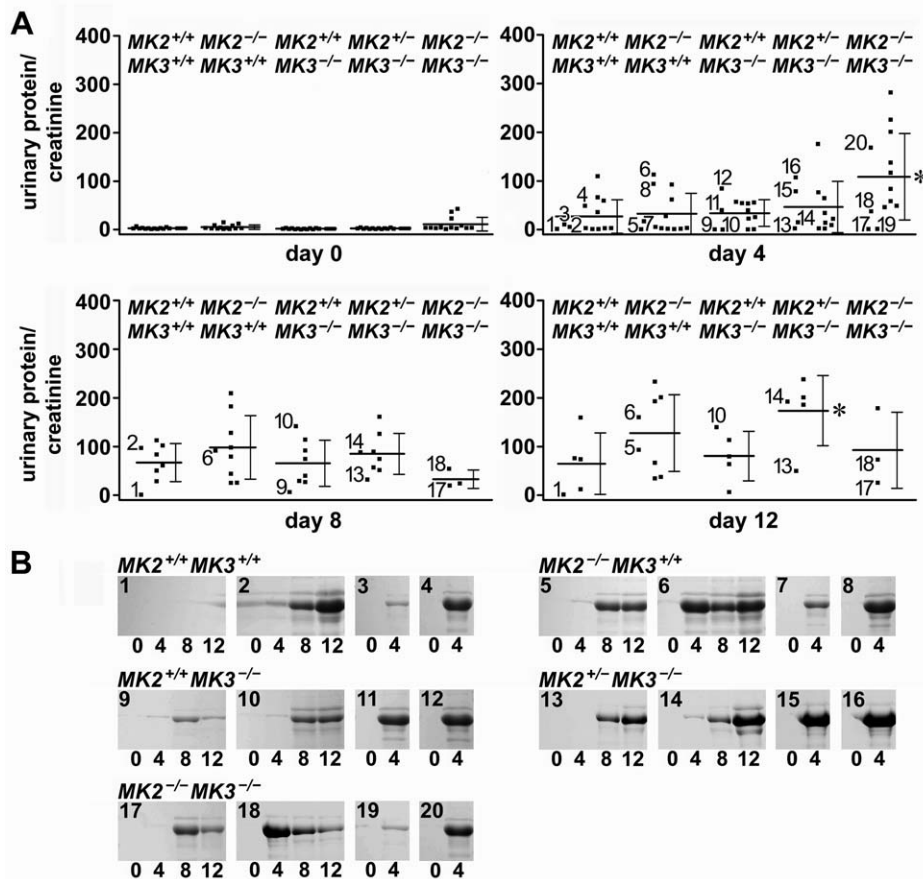 A
urinary protein/
creatinine
400
300
200
100
0
MK2+/+ MK2−/− MK2+/+ MK2+/− MK2−/−
MK3+/+ MK3+/+ MK3−/− MK3−/− MK3−/−
day 0
400
300
200
100
0
MK2+/+ MK2−/− MK2+/+ MK2+/− MK2−/−
MK3+/+ MK3+/+ MK3−/− MK3−/− MK3−/−
1 3 2 4
5 6 8 7
9 11 12 10
13 15 16 14
17 18 20 19
*
day 4
urinary protein/
creatinine
400
300
200
100
0
MK2+/+ MK2−/− MK2+/+ MK2+/− MK2−/−
MK3+/+ MK3+/+ MK3−/− MK3−/− MK3−/−
2 1
6
10 9
14 13
18 17
day 8
400
300
200
100
0
MK2+/+ MK2−/− MK2+/+ MK2+/− MK2−/−
MK3+/+ MK3+/+ MK3−/− MK3−/− MK3−/−
1
6 5
10
14 13
*
18 17
day 12
B
MK2+/+MK3+/+
1 2 3 4
0 4 8 12 0 4 8 12 0 4 0 4
MK2−/−MK3+/+
5 6 7 8
0 4 8 12 0 4 8 12 0 4 0 4
MK2+/+MK3−/−
9 10 11 12
0 4 8 12 0 4 8 12 0 4 0 4
MK2+/−MK3−/−
13 14 15 16
0 4 8 12 0 4 8 12 0 4 0 4
MK2−/−MK3−/−
17 18 19 20
0 4 8 12 0 4 8 12 0 4 0 4